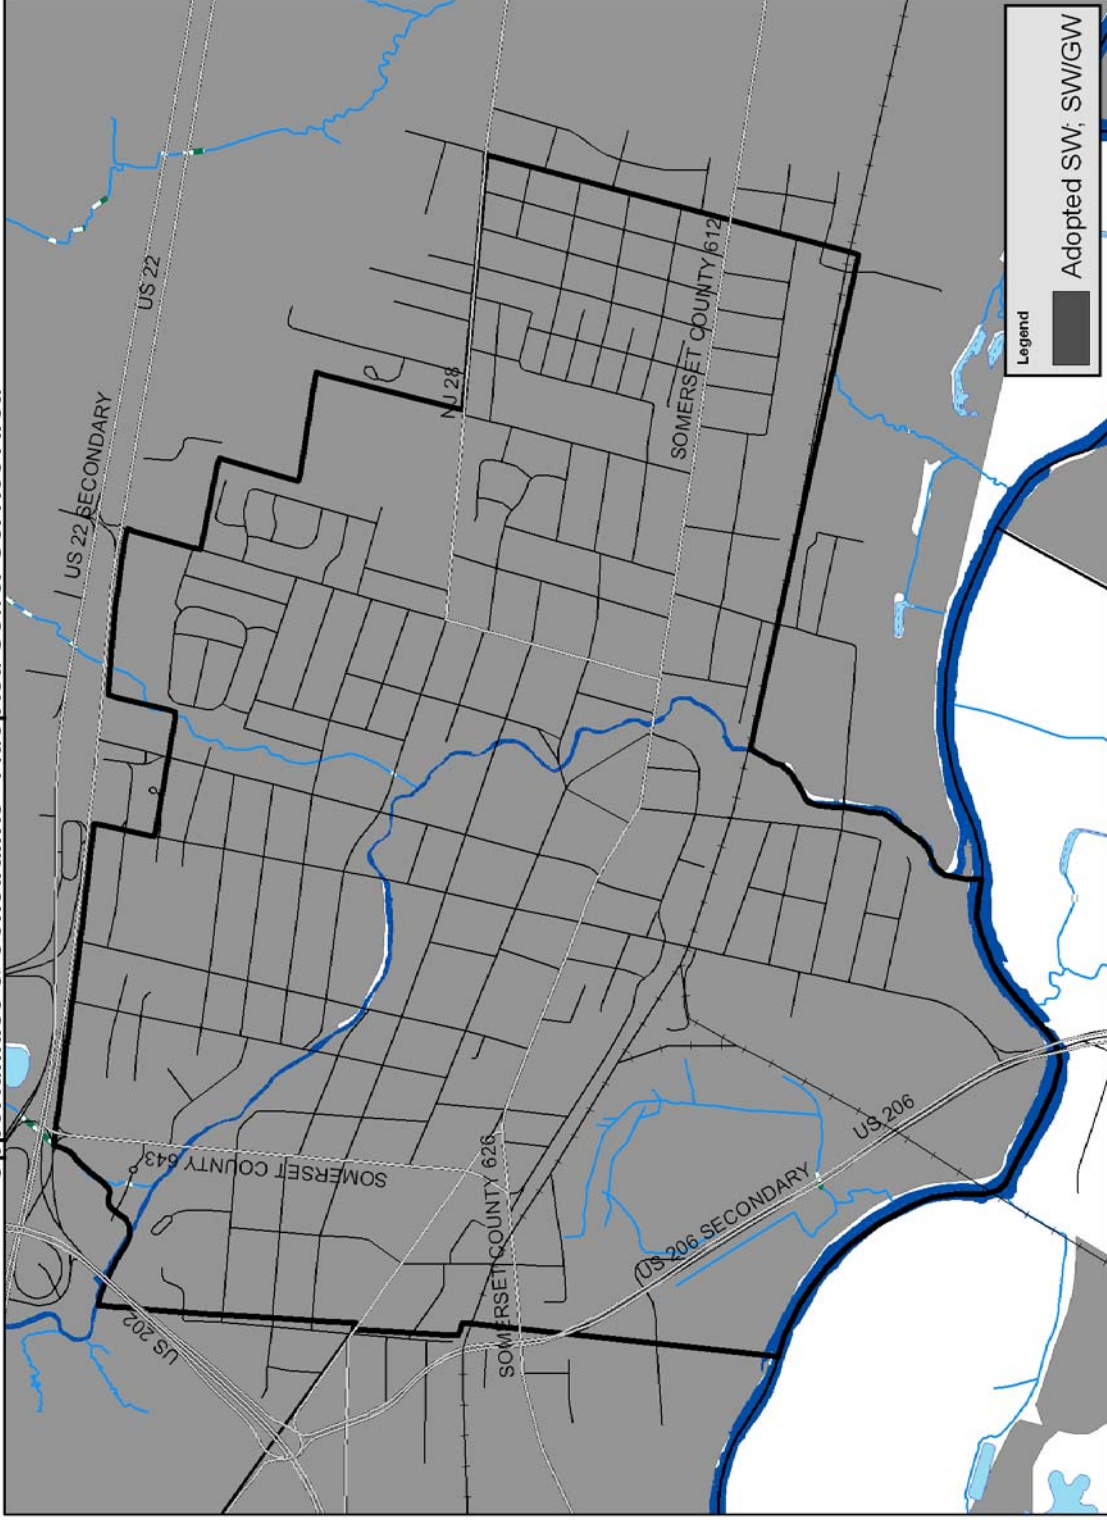 US 22
US 22 SECONDARY
NJ 28
SOMERSET COUNTY 612
SOMERSET COUNTY 643
SOMERSET COUNTY 626
US 202
US 206
US 206 SECONDARY
Legend
Adopted SW; SW/GW